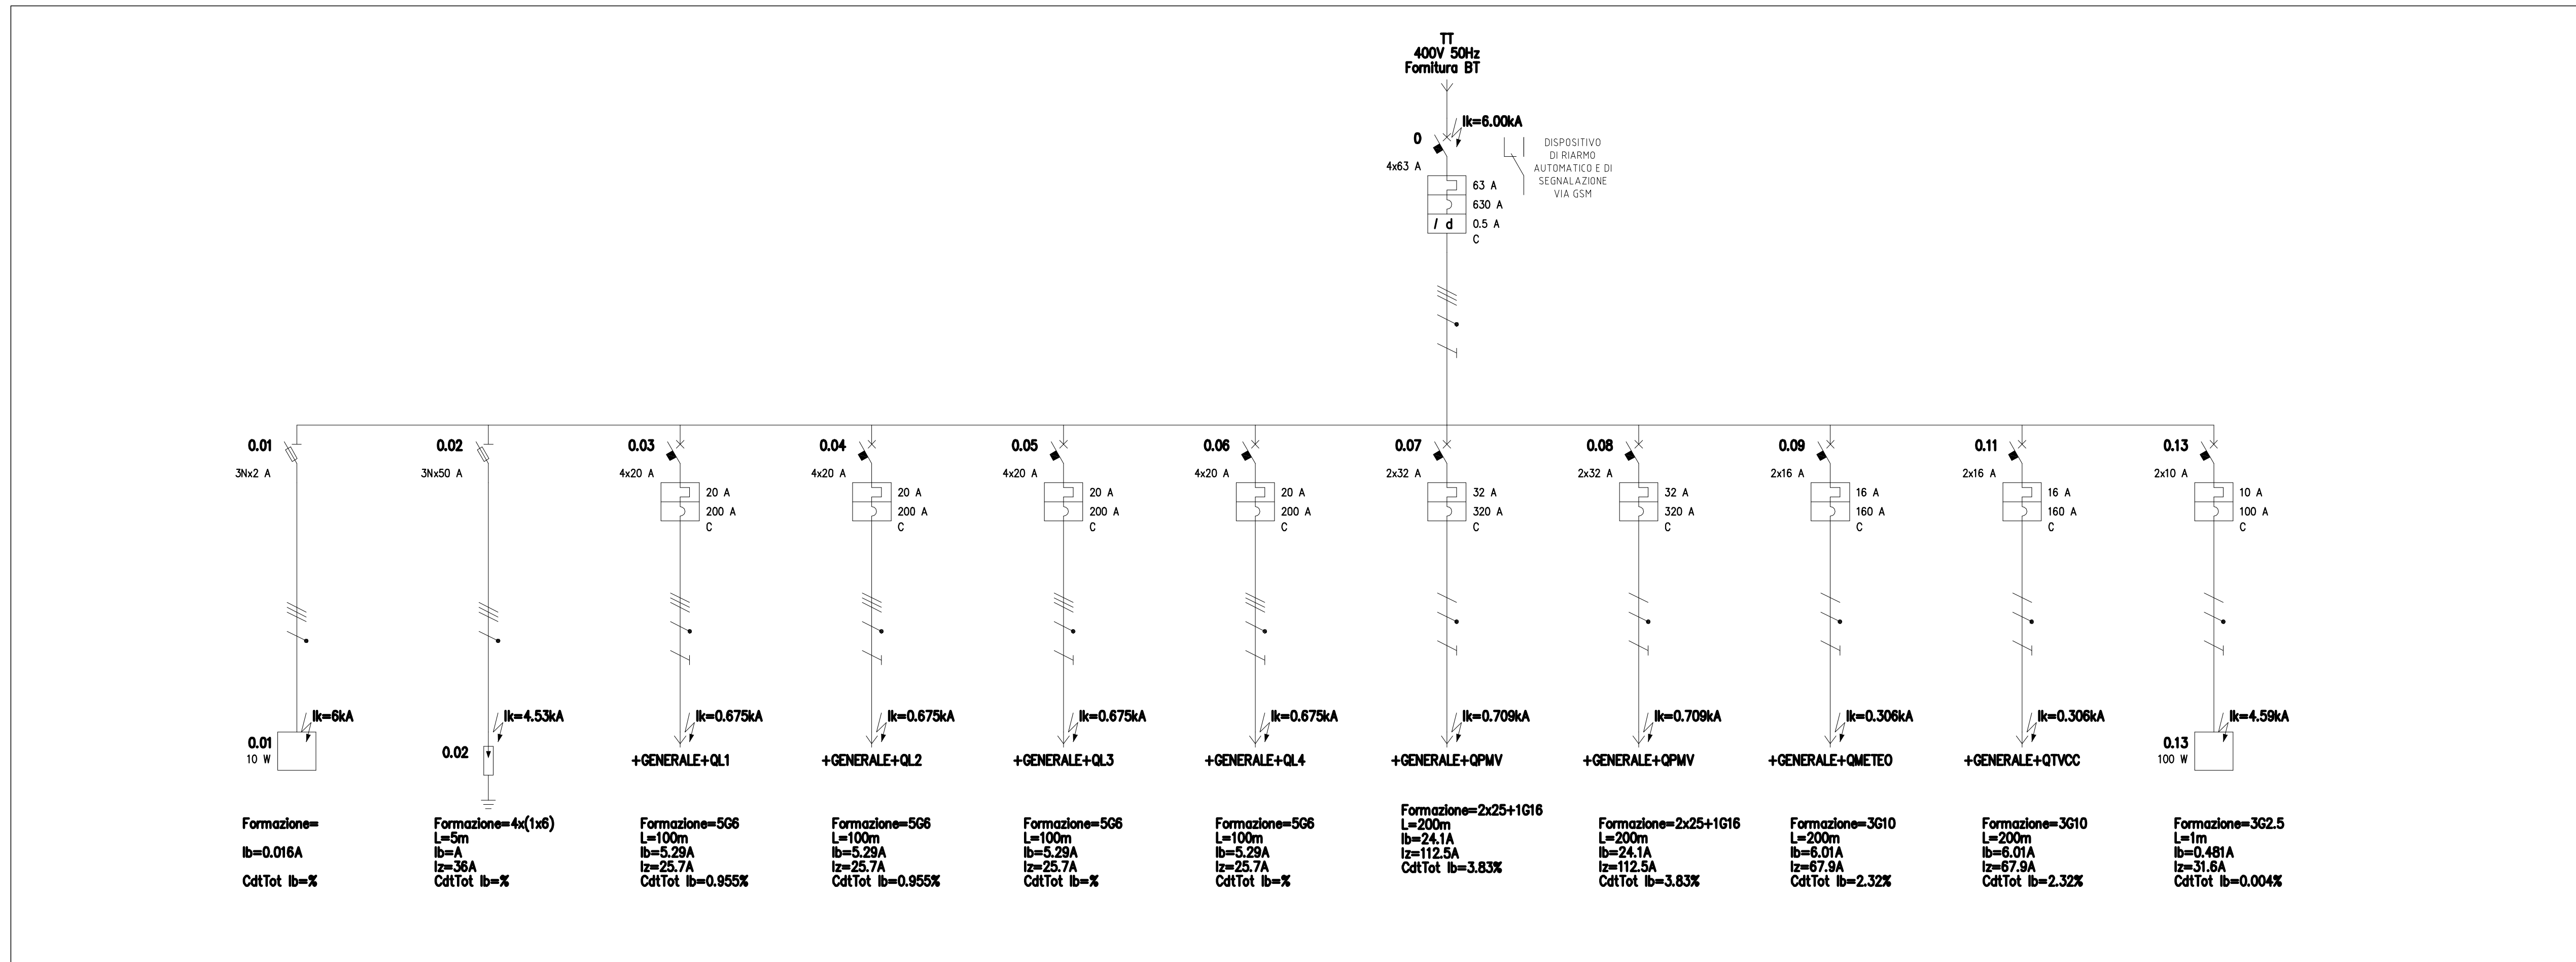 TT
400V 50Hz
Fornitura BT
Ik=6.00kA
0
4x63 A
DISPOSITIVO
DI RIARMO
AUTOMATICO E DI
SEGNALAZIONE
VIA GSM
63 A
630 A
I d
0.5 A
C
0.01
3Nx2 A
Ik=6kA
0.01
10 W
Formazione=
Ib=0.016A
CdtTot Ib=%
0.02
3Nx50 A
Ik=4.53kA
0.02
Formazione=4x(1x6)
L=5m
Ib=A
Iz=36A
CdtTot Ib=%
0.03
4x20 A
20 A
200 A
C
Ik=0.675kA
+GENERALE+QL1
Formazione=5G6
L=100m
Ib=5.29A
Iz=25.7A
CdtTot Ib=0.955%
0.04
4x20 A
20 A
200 A
C
Ik=0.675kA
+GENERALE+QL2
Formazione=5G6
L=100m
Ib=5.29A
Iz=25.7A
CdtTot Ib=0.955%
0.05
4x20 A
20 A
200 A
C
Ik=0.675kA
+GENERALE+QL3
Formazione=5G6
L=100m
Ib=5.29A
Iz=25.7A
CdtTot Ib=%
0.06
4x20 A
20 A
200 A
C
Ik=0.675kA
+GENERALE+QL4
Formazione=5G6
L=100m
Ib=5.29A
Iz=25.7A
CdtTot Ib=%
0.07
2x32 A
32 A
320 A
C
Ik=0.709kA
+GENERALE+QPMV
Formazione=2x25+1G16
L=200m
Ib=24.1A
Iz=112.5A
CdtTot Ib=3.83%
0.08
2x32 A
32 A
320 A
C
Ik=0.709kA
+GENERALE+QPMV
Formazione=2x25+1G16
L=200m
Ib=24.1A
Iz=112.5A
CdtTot Ib=3.83%
0.09
2x16 A
16 A
160 A
C
Ik=0.306kA
+GENERALE+QMETEO
Formazione=3G10
L=200m
Ib=6.01A
Iz=67.9A
CdtTot Ib=2.32%
0.11
2x16 A
16 A
160 A
C
Ik=0.306kA
+GENERALE+QTVCC
Formazione=3G10
L=200m
Ib=6.01A
Iz=67.9A
CdtTot Ib=2.32%
0.13
2x10 A
10 A
100 A
C
Ik=4.59kA
0.13
100 W
Formazione=3G2.5
L=1m
Ib=0.481A
Iz=31.6A
CdtTot Ib=0.004%